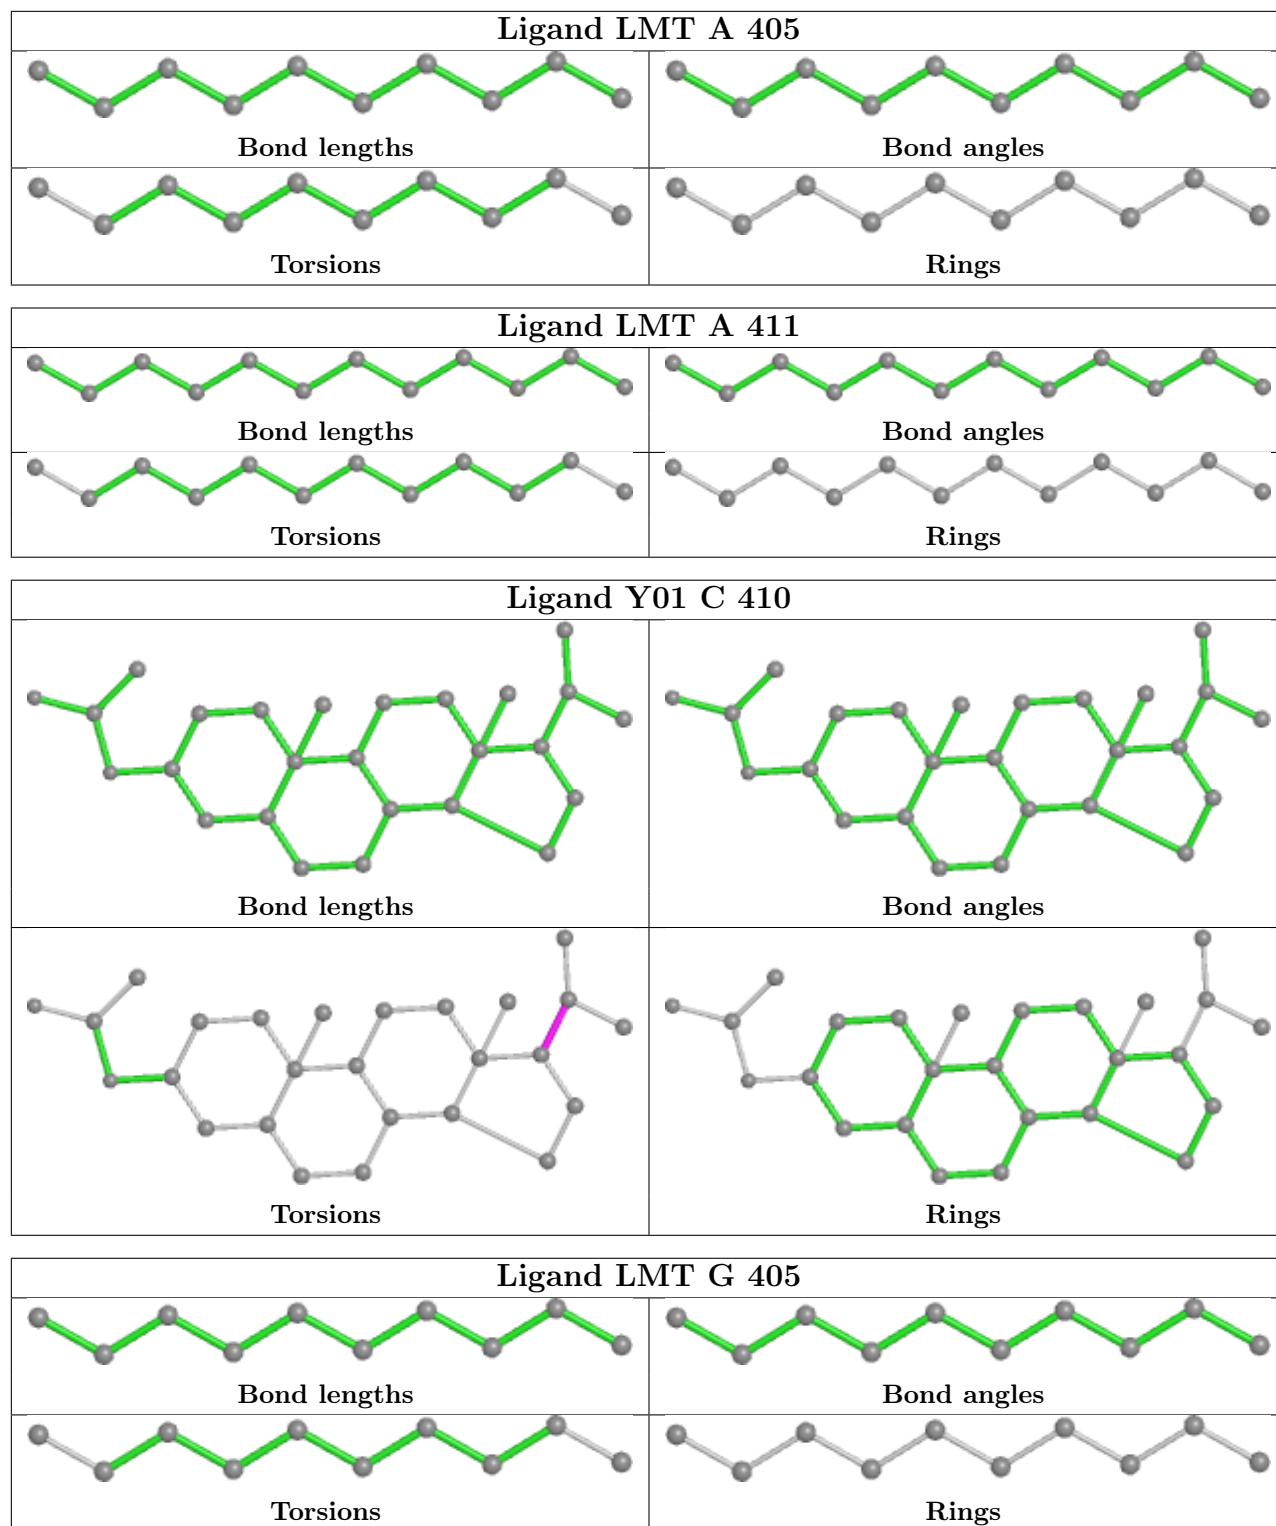 Ligand LMT A 405
Bond lengths
Bond angles
Torsions
Rings
Ligand LMT A 411
Bond lengths
Bond angles
Torsions
Rings
Ligand Y01 C 410
Bond lengths
Bond angles
Torsions
Rings
Ligand LMT G 405
Bond lengths
Bond angles
Torsions
Rings